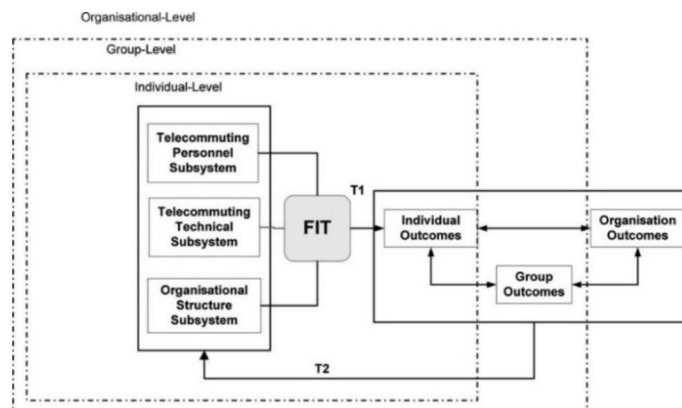 Organisational-Level
Group-Level
Individual-Level
Telecommuting
Personnel
Subsystem
Telecommuting
Technical
Subsystem
Organisational
Structure
Subsystem
FIT
T1
Individual
Outcomes
Organisation
Outcomes
Group
Outcomes
T2